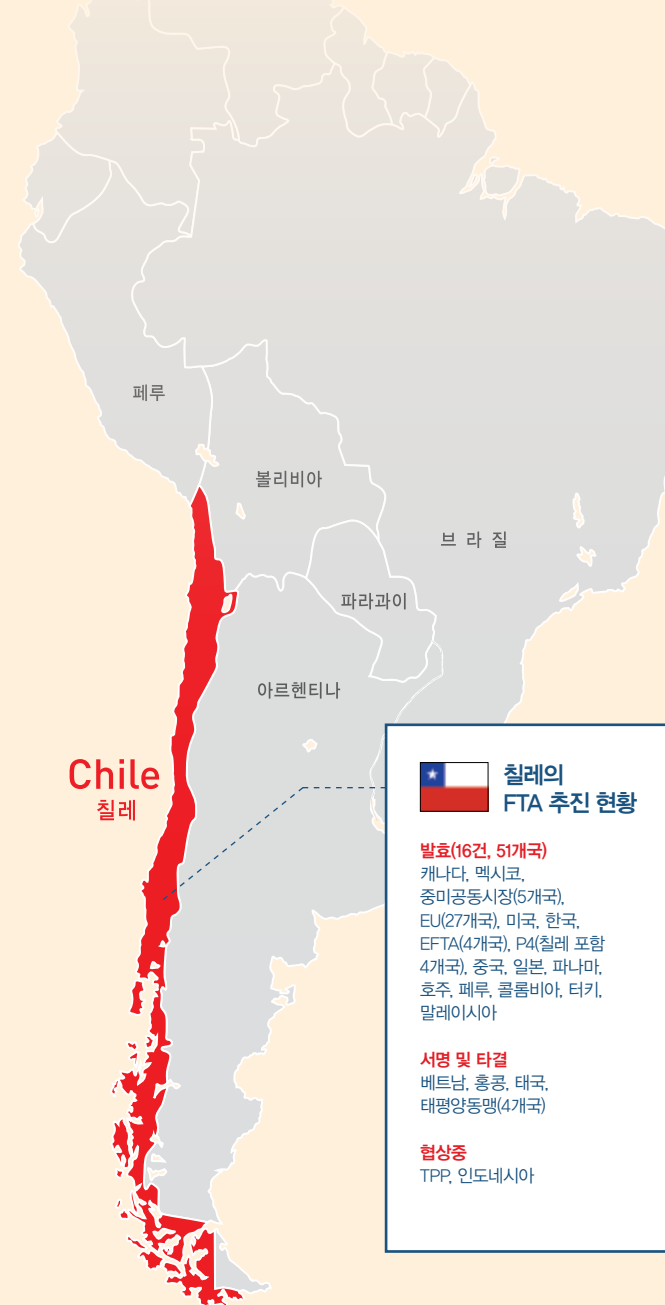 페루
볼리비아
브 라 질
파라과이
아르헨티나
Chile
칠레
칠레의
FTA 추진 현황
발효(16건, 51개국)
캐나다, 멕시코,
중미공동시장(5개국),
EU(27개국), 미국, 한국,
EFTA(4개국), P4(칠레 포함
4개국), 중국, 일본, 파나마,
호주, 페루, 콜롬비아, 터키,
말레이시아
서명 및 타결
베트남, 홍콩, 태국,
태평양동맹(4개국)
협상중
TPP, 인도네시아